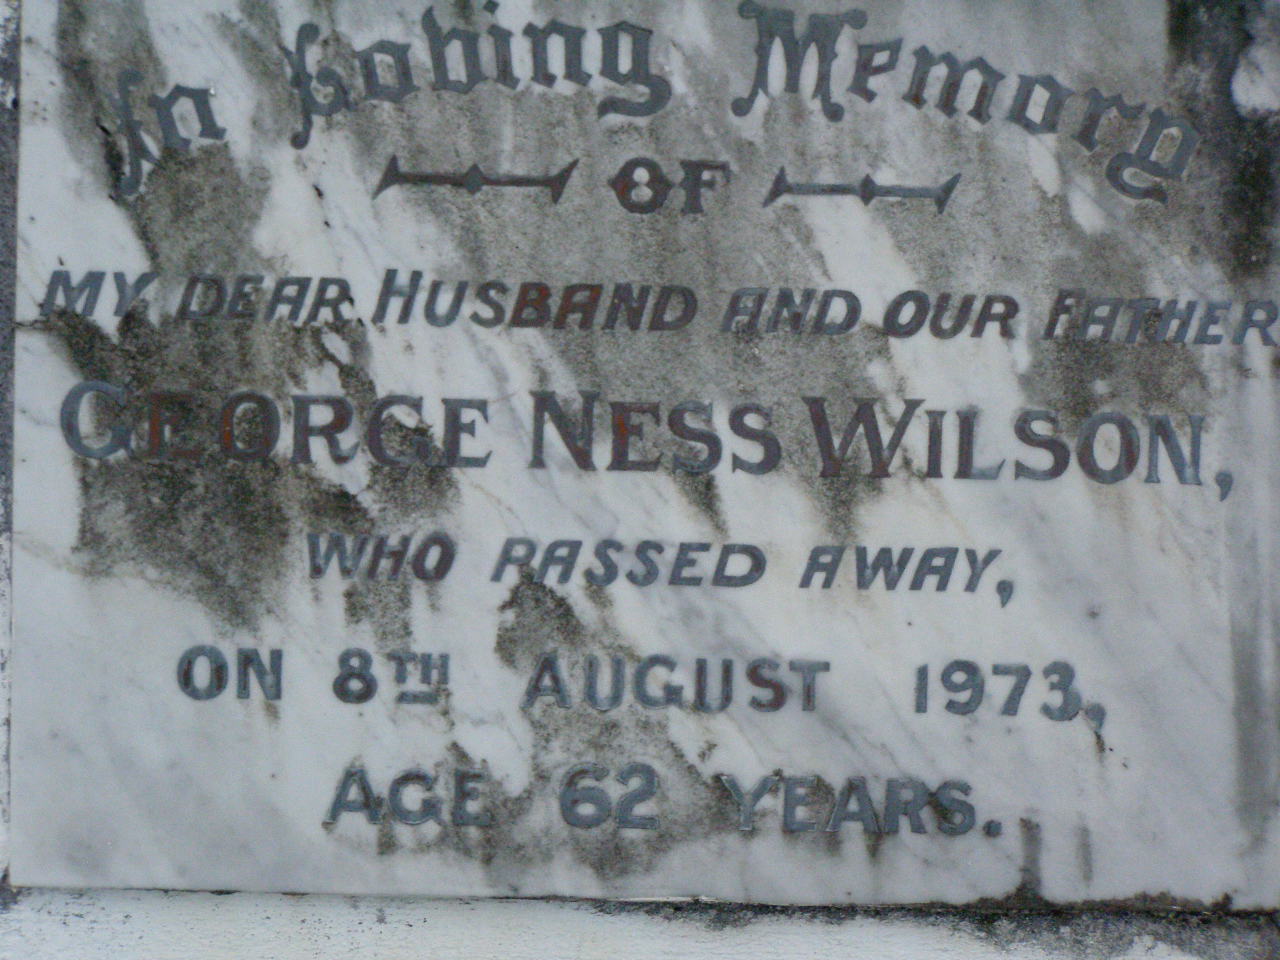 In Loving Memory
OF
MY DEAR HUSBAND AND OUR FATHER
GEORGE NESS WILSON,
WHO PASSED AWAY,
ON 8TH AUGUST 1973,
AGE 62 YEARS.